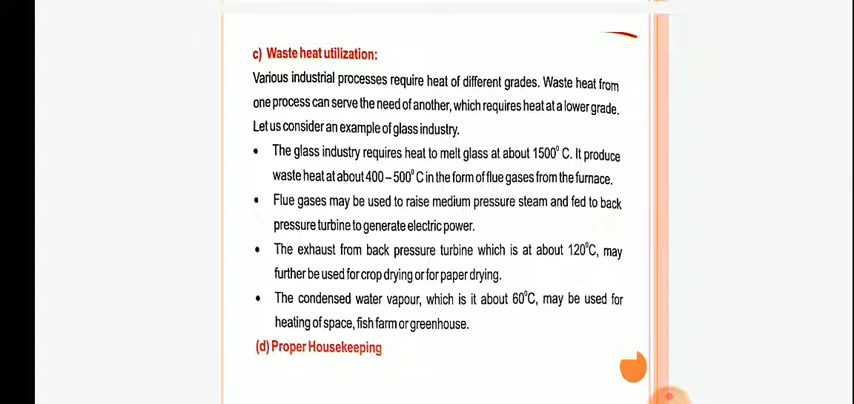 c) Waste heat utilization:
Various industrial processes require heat of different grades. Waste heat from
one process can serve the need of another, which requires heat at a lower grade.
Let us consider an example of glass industry.
• The glass industry requires heat to melt glass at about 1500⁰ C. It produce
waste heat at about 400 – 500⁰ C in the form of flue gases from the furnace.
• Flue gases may be used to raise medium pressure steam and fed to back
pressure turbine to generate electric power.
• The exhaust from back pressure turbine which is at about 120⁰C, may
further be used for crop drying or for paper drying.
• The condensed water vapour, which is it about 60⁰C, may be used for
heating of space, fish farm or greenhouse.
(d) Proper Housekeeping